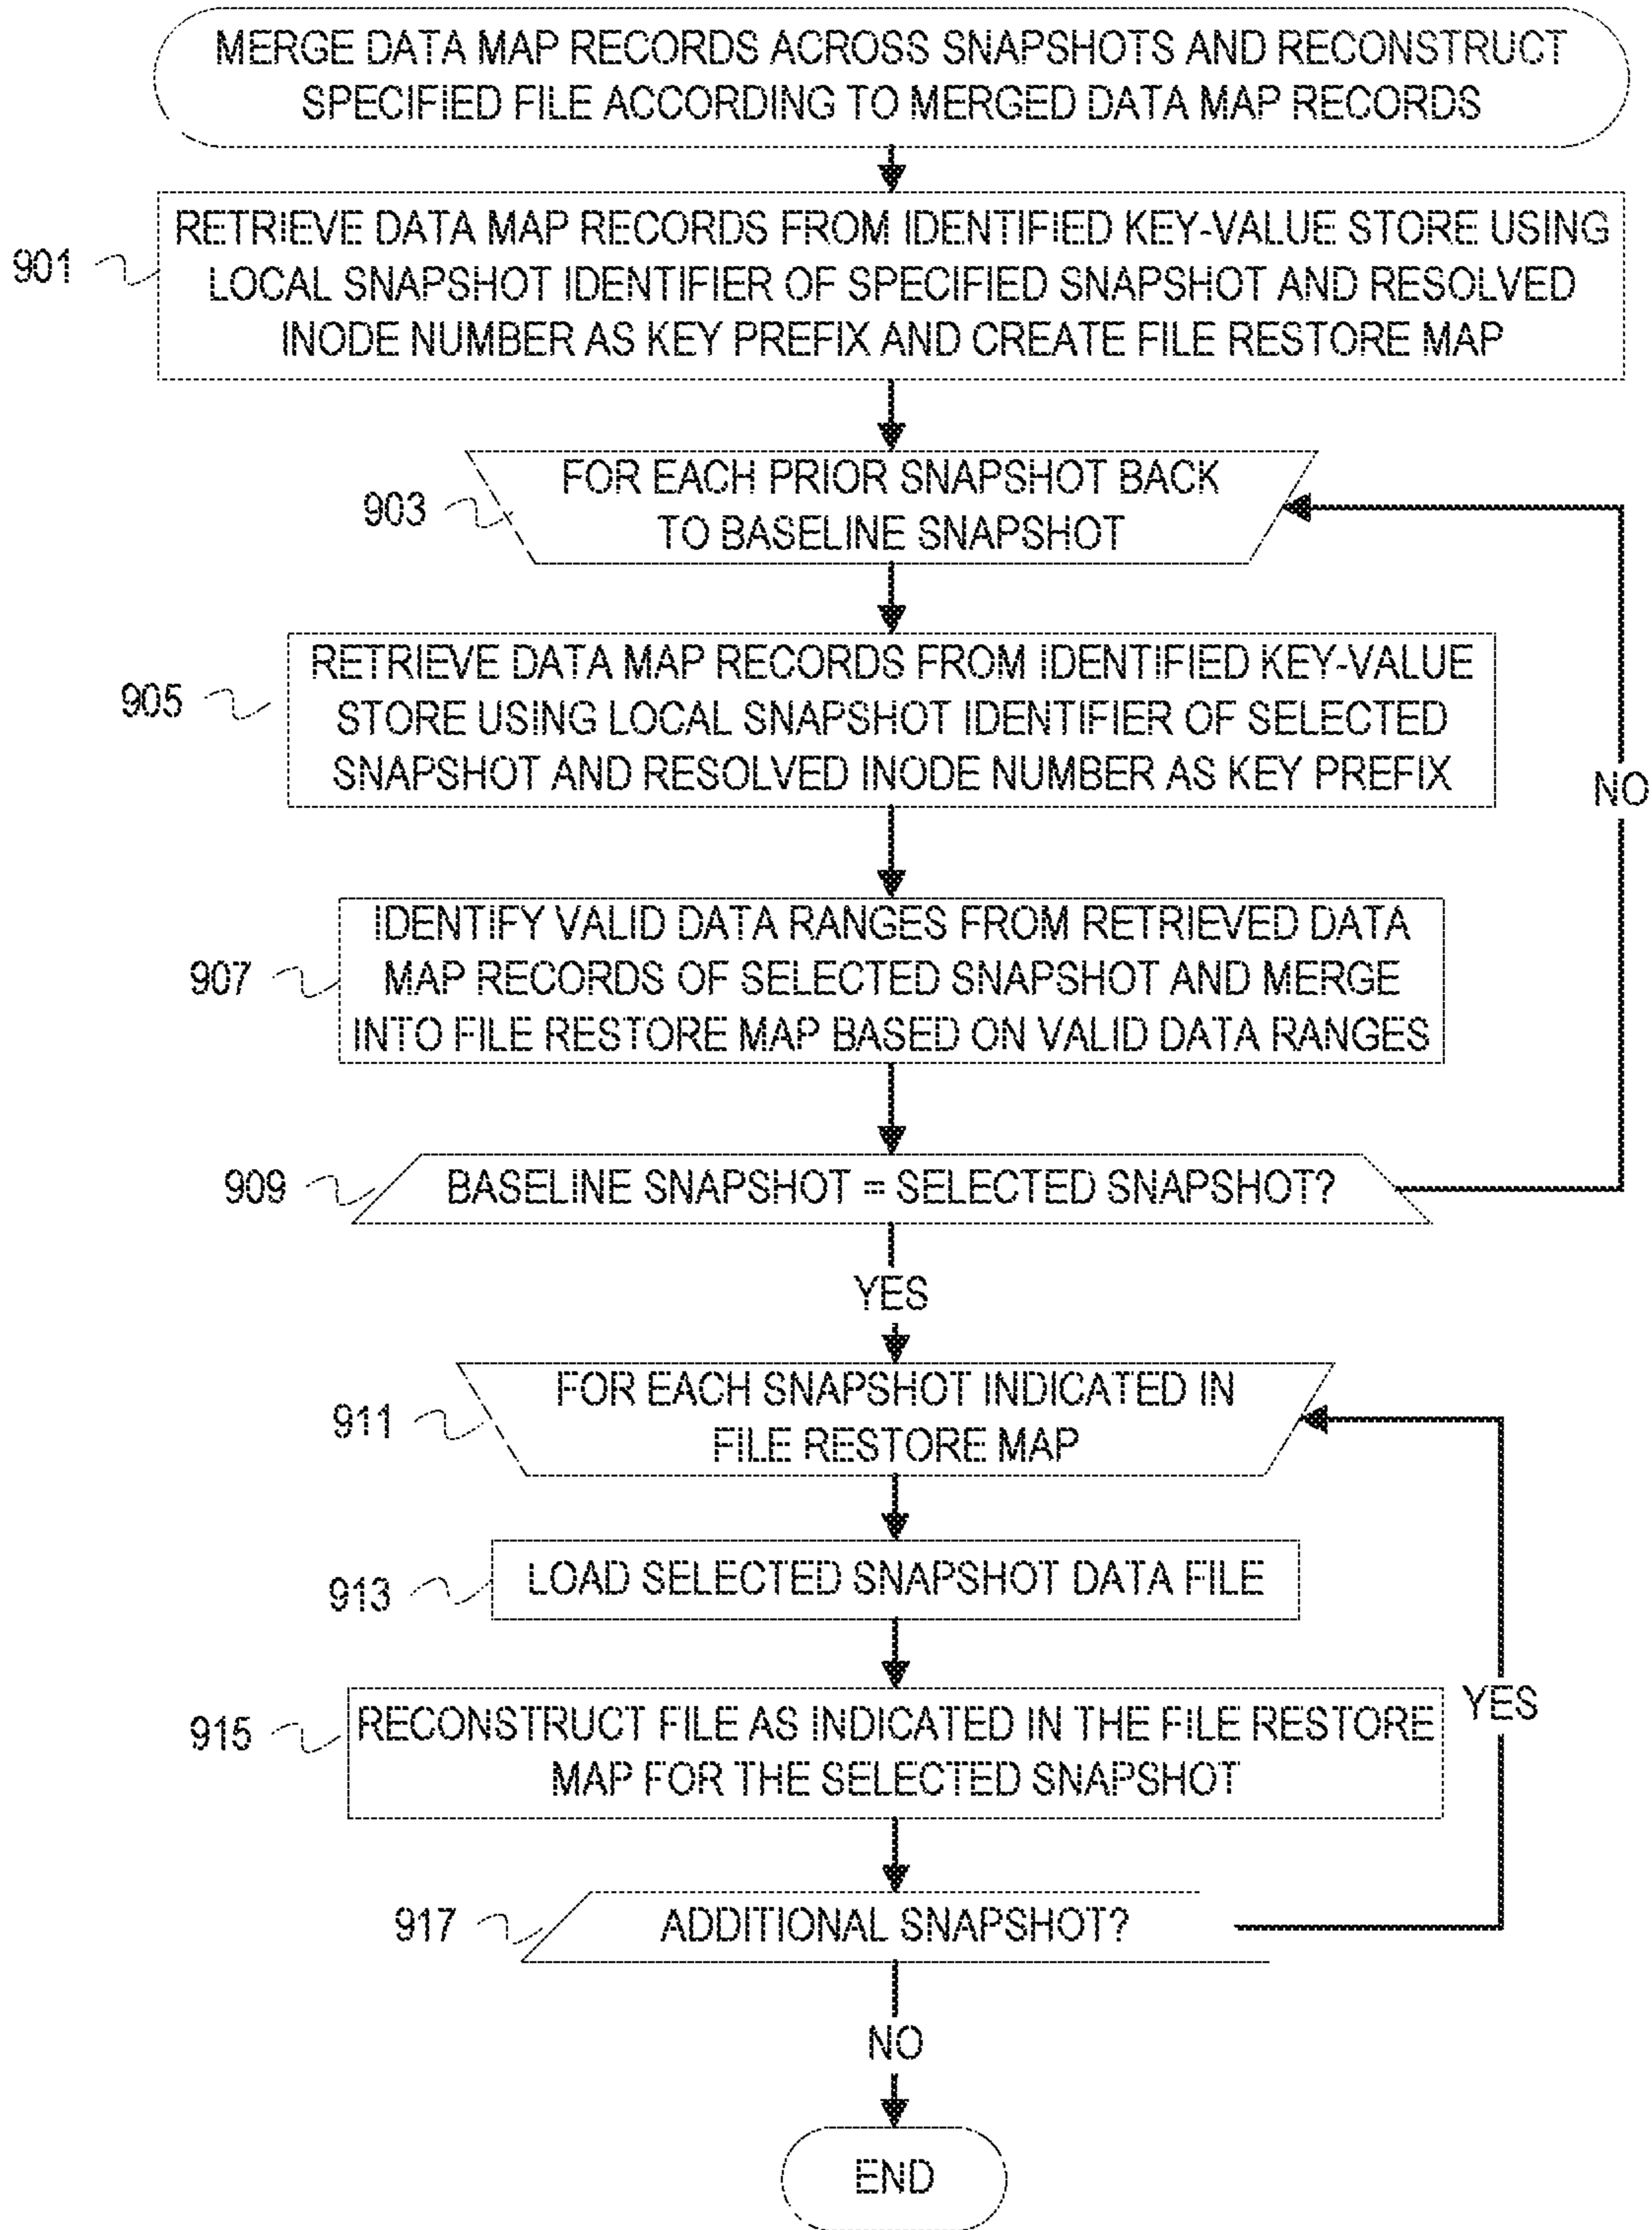 MERGE DATA MAP RECORDS ACROSS SNAPSHOTS AND RECONSTRUCT
SPECIFIED FILE ACCORDING TO MERGED DATA MAP RECORDS
901
RETRIEVE DATA MAP RECORDS FROM IDENTIFIED KEY-VALUE STORE USING
LOCAL SNAPSHOT IDENTIFIER OF SPECIFIED SNAPSHOT AND RESOLVED
INODE NUMBER AS KEY PREFIX AND CREATE FILE RESTORE MAP
903
FOR EACH PRIOR SNAPSHOT BACK
TO BASELINE SNAPSHOT
905
RETRIEVE DATA MAP RECORDS FROM IDENTIFIED KEY-VALUE
STORE USING LOCAL SNAPSHOT IDENTIFIER OF SELECTED
SNAPSHOT AND RESOLVED INODE NUMBER AS KEY PREFIX
NO
907
IDENTIFY VALID DATA RANGES FROM RETRIEVED DATA
MAP RECORDS OF SELECTED SNAPSHOT AND MERGE
INTO FILE RESTORE MAP BASED ON VALID DATA RANGES
909
BASELINE SNAPSHOT = SELECTED SNAPSHOT?
YES
911
FOR EACH SNAPSHOT INDICATED IN
FILE RESTORE MAP
913
LOAD SELECTED SNAPSHOT DATA FILE
915
RECONSTRUCT FILE AS INDICATED IN THE FILE RESTORE
MAP FOR THE SELECTED SNAPSHOT
YES
917
ADDITIONAL SNAPSHOT?
NO
END